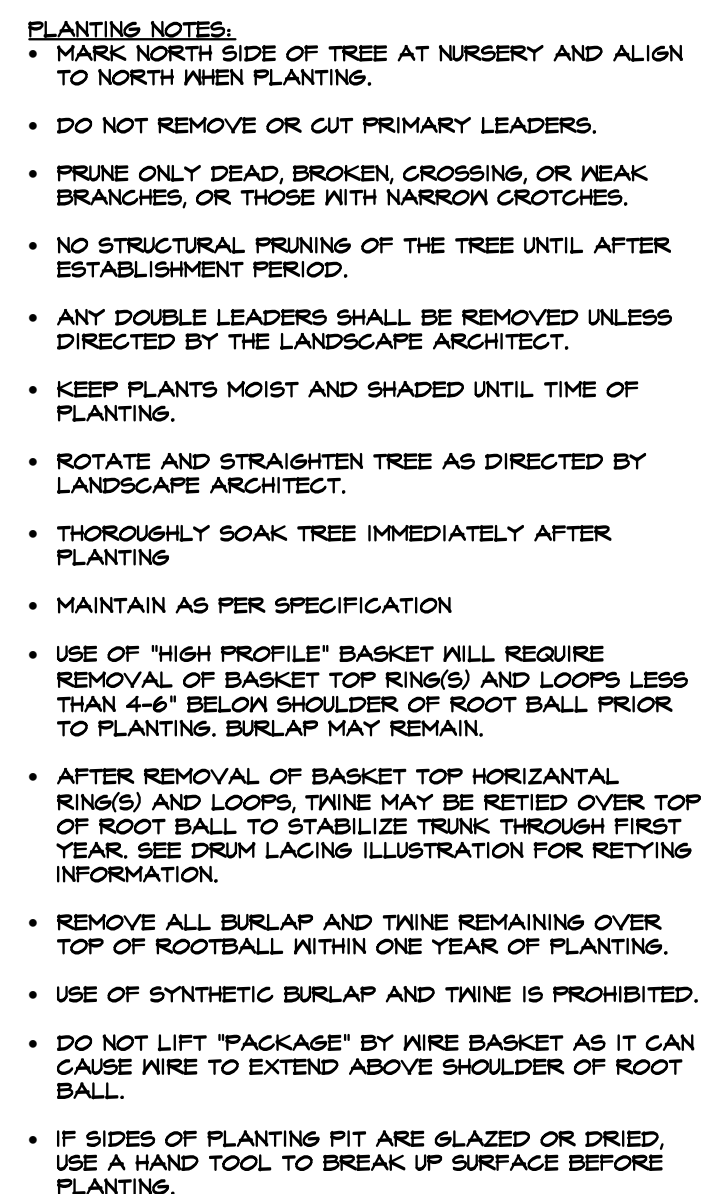 PLANTING NOTES:
• MARK NORTH SIDE OF TREE AT NURSERY AND ALIGN
TO NORTH WHEN PLANTING.
• DO NOT REMOVE OR CUT PRIMARY LEADERS.
• PRUNE ONLY DEAD, BROKEN, CROSSING, OR WEAK
BRANCHES, OR THOSE WITH NARROW CROTCHES.
• NO STRUCTURAL PRUNING OF THE TREE UNTIL AFTER
ESTABLISHMENT PERIOD.
• ANY DOUBLE LEADERS SHALL BE REMOVED UNLESS
DIRECTED BY THE LANDSCAPE ARCHITECT.
• KEEP PLANTS MOIST AND SHADED UNTIL TIME OF
PLANTING.
• ROTATE AND STRAIGHTEN TREE AS DIRECTED BY
LANDSCAPE ARCHITECT.
• THOROUGHLY SOAK TREE IMMEDIATELY AFTER
PLANTING
• MAINTAIN AS PER SPECIFICATION
• USE OF "HIGH PROFILE" BASKET WILL REQUIRE
REMOVAL OF BASKET TOP RING(S) AND LOOPS LESS
THAN 4-6" BELOW SHOULDER OF ROOT BALL PRIOR
TO PLANTING. BURLAP MAY REMAIN.
• AFTER REMOVAL OF BASKET TOP HORIZANTAL
RING(S) AND LOOPS, TWINE MAY BE RETIED OVER TOP
OF ROOT BALL TO STABILIZE TRUNK THROUGH FIRST
YEAR. SEE DRUM LACING ILLUSTRATION FOR RETYING
INFORMATION.
• REMOVE ALL BURLAP AND TWINE REMAINING OVER
TOP OF ROOTBALL WITHIN ONE YEAR OF PLANTING.
• USE OF SYNTHETIC BURLAP AND TWINE IS PROHIBITED.
• DO NOT LIFT "PACKAGE" BY WIRE BASKET AS IT CAN
CAUSE WIRE TO EXTEND ABOVE SHOULDER OF ROOT
BALL.
• IF SIDES OF PLANTING PIT ARE GLAZED OR DRIED,
USE A HAND TOOL TO BREAK UP SURFACE BEFORE
PLANTING.